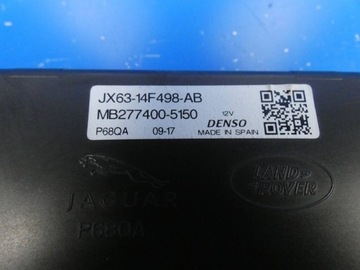 JX63-14F498-AB
MB277400-5150
12V
P68QA 09-17 DENSO
MADE IN SPAIN
JAGUAR
LAND-
ROVER
P68QA